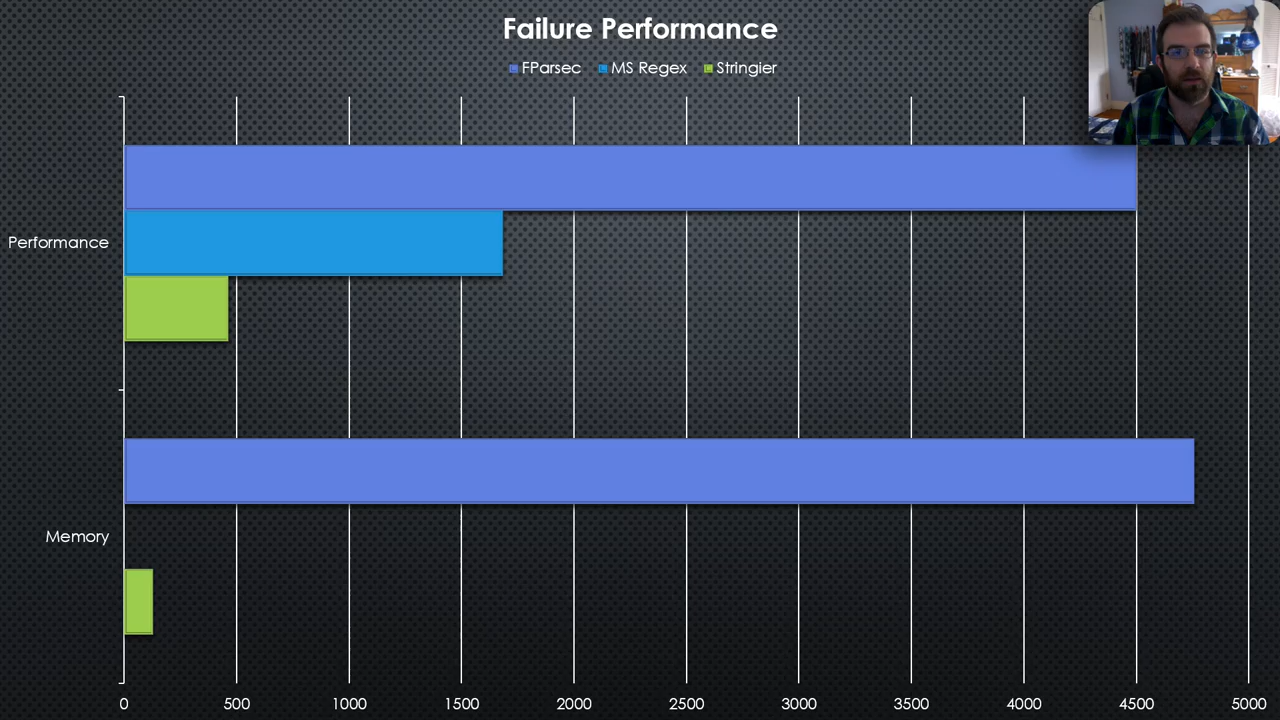 Failure Performance
FParsec MS Regex Stringier
Performance
Memory
0 500 1000 1500 2000 2500 3000 3500 4000 4500 5000